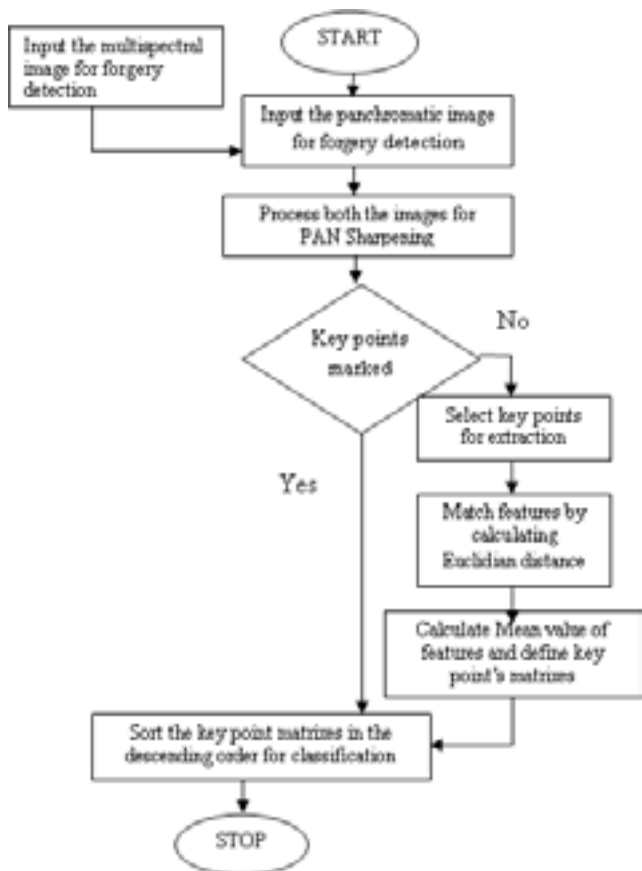 START
Input the multispectral
image for forgery
detection
Input the panchromatic image
for forgery detection
Process both the images for
PAN Sharpening
Key points
marked
No
Select key points
for extraction
Yes
Match features by
calculating
Euclidian distance
Calculate Mean value of
features and define key
point's matrizes
Sort the key point matrizes in the
descending order for classification
STOP